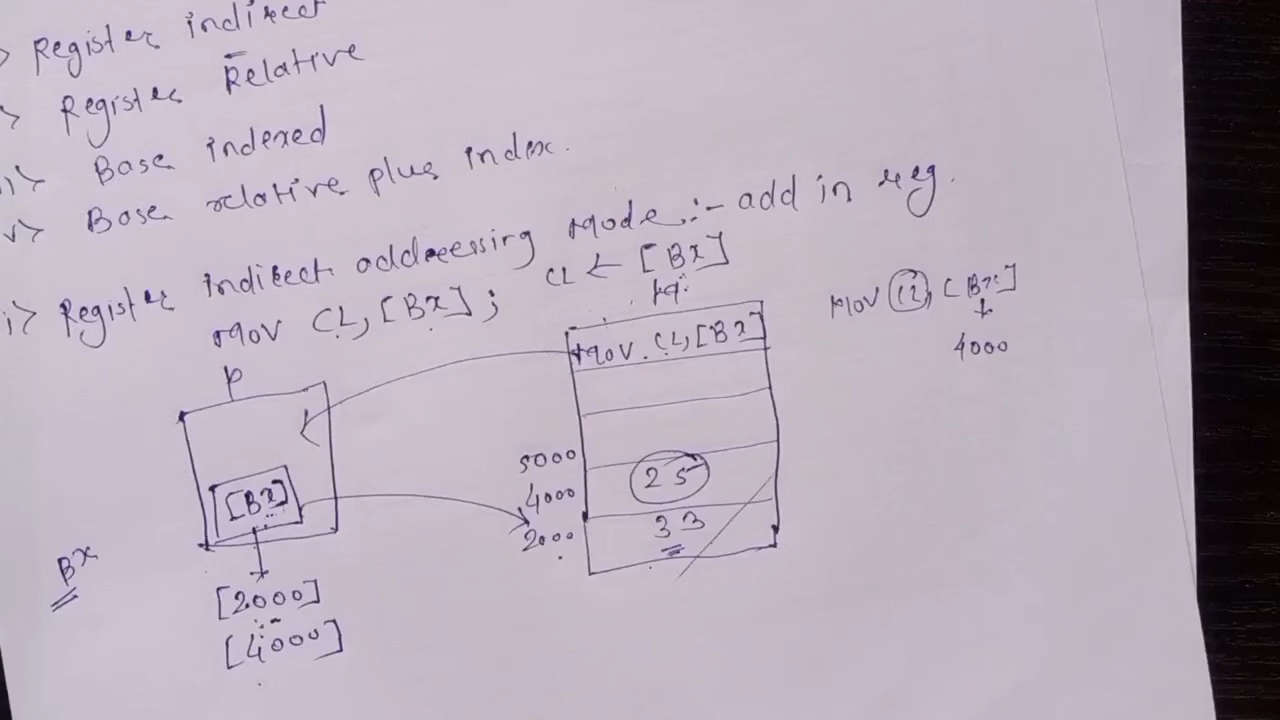 > Register indirect
> Register Relative
> Base indexed
v> Base relative plus index.
i> Register indirect addressing Mode :- add in reg.
Mov CL, [Bx] ; CL ← [Bx]
Mov CL, [Bx]
4000
P
Mov. CL, [Bx]
5000
4000 25
2000 33
[Bx]
Bx
[2000]
[4000]